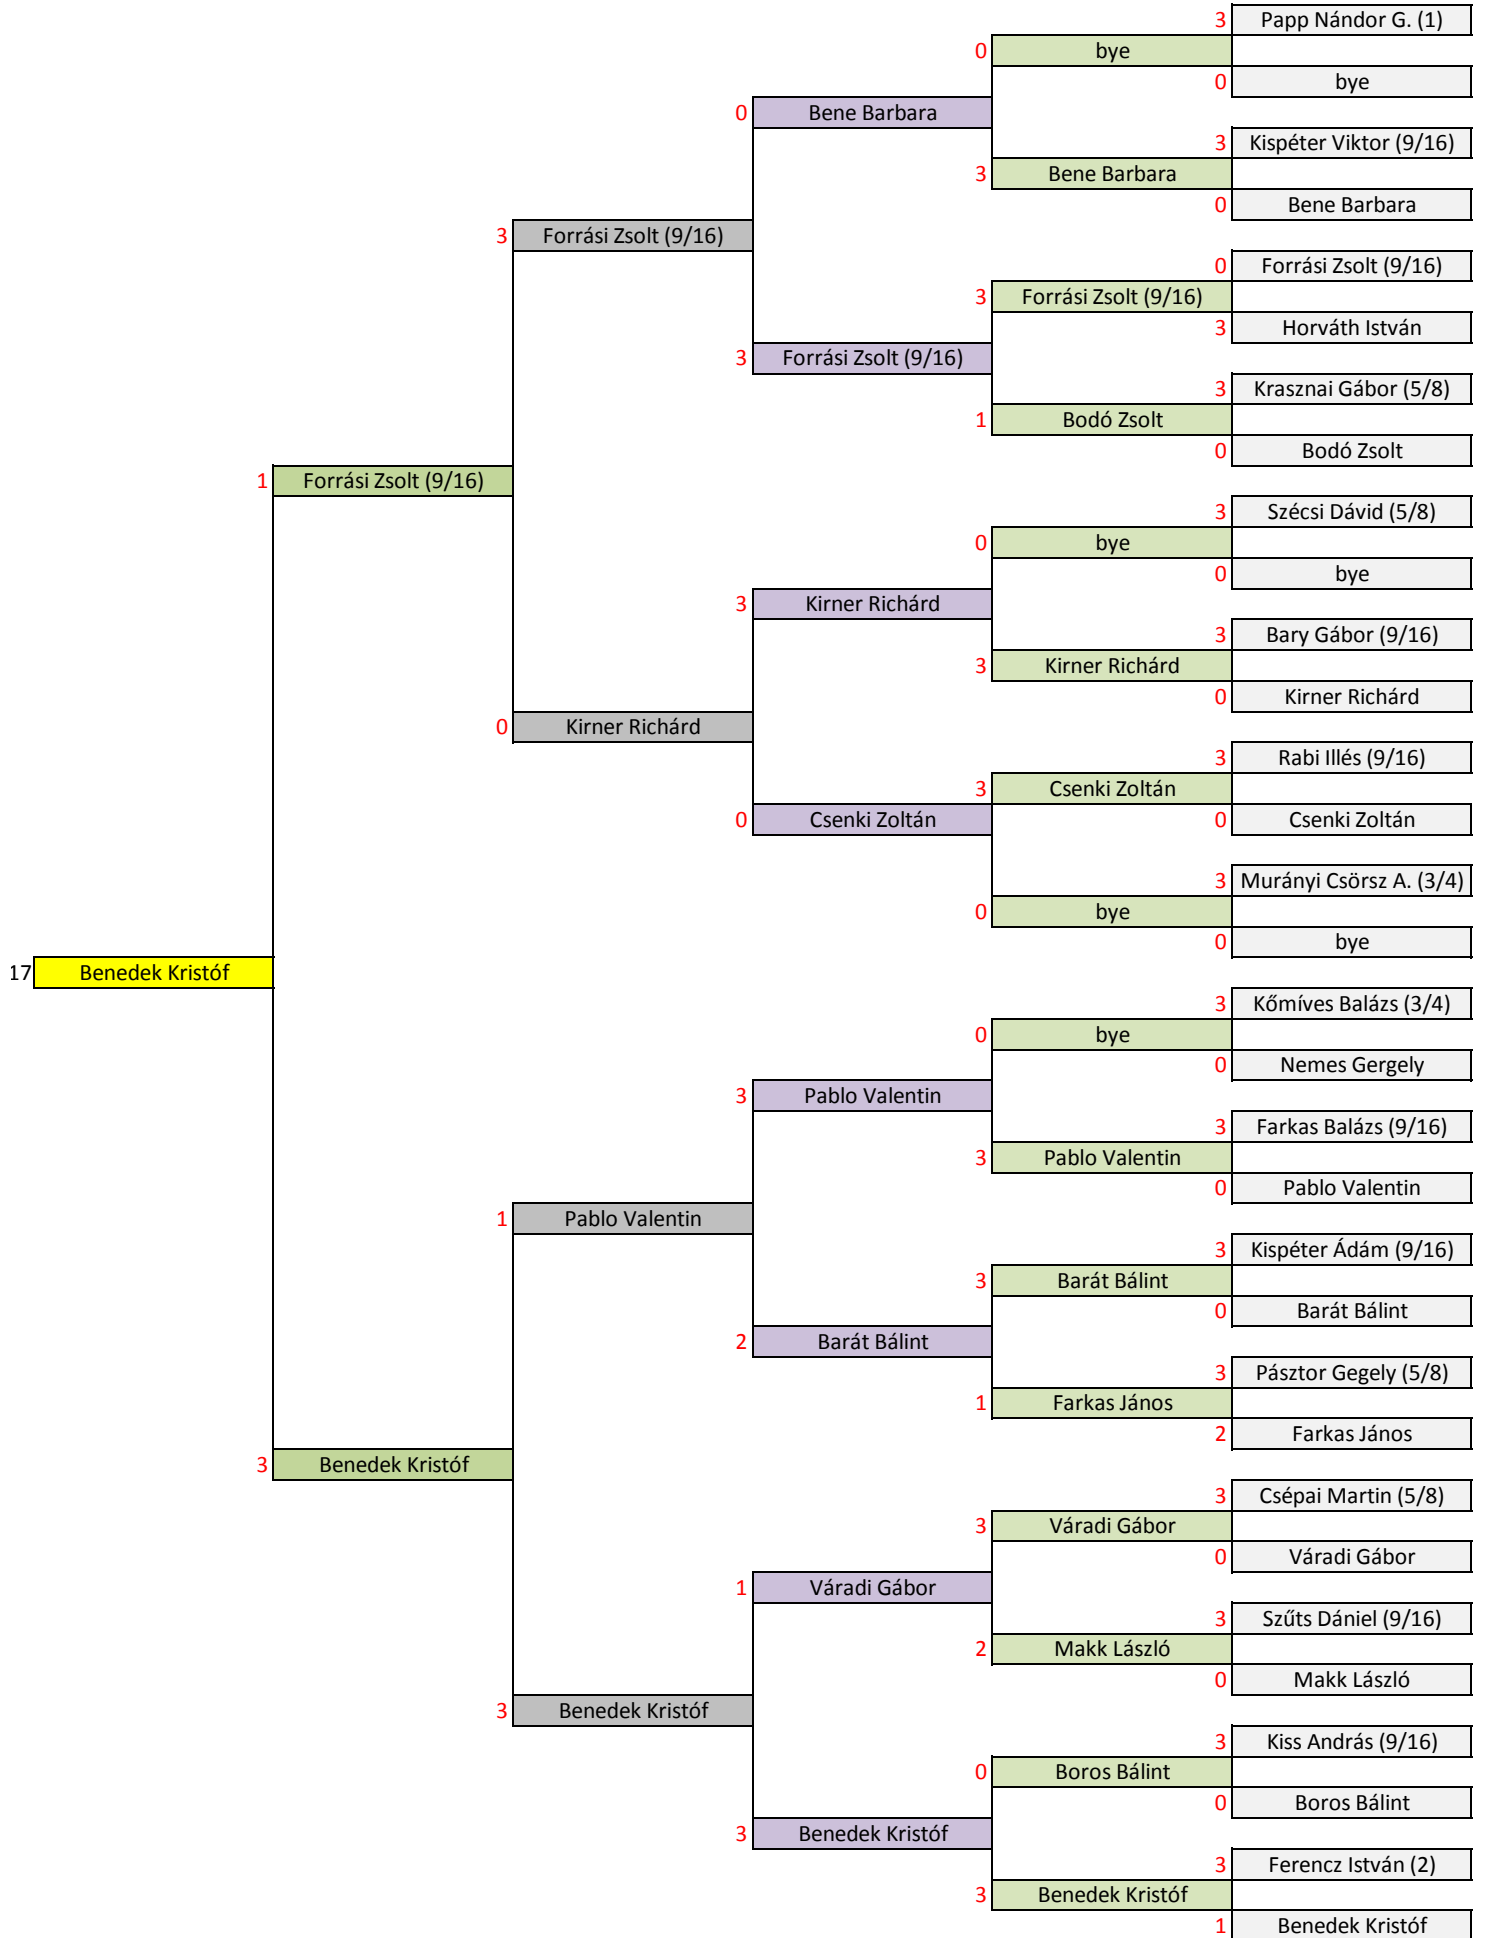 3 Papp Nándor G. (1)
0 bye
0 bye
0 Bene Barbara
3 Kispéter Viktor (9/16)
3 Bene Barbara
0 Bene Barbara
3 Forrási Zsolt (9/16)
0 Forrási Zsolt (9/16)
3 Forrási Zsolt (9/16)
3 Horváth István
3 Forrási Zsolt (9/16)
3 Krasznai Gábor (5/8)
1 Bodó Zsolt
0 Bodó Zsolt
1 Forrási Zsolt (9/16)
3 Szécsi Dávid (5/8)
0 bye
0 bye
3 Kirner Richárd
3 Bary Gábor (9/16)
3 Kirner Richárd
0 Kirner Richárd
0 Kirner Richárd
3 Rabi Illés (9/16)
3 Csenki Zoltán
0 Csenki Zoltán
0 Csenki Zoltán
3 Murányi Csörsz A. (3/4)
0 bye
0 bye
17 Benedek Kristóf
3 Kőmíves Balázs (3/4)
0 bye
0 Nemes Gergely
3 Pablo Valentin
3 Farkas Balázs (9/16)
3 Pablo Valentin
0 Pablo Valentin
1 Pablo Valentin
3 Kispéter Ádám (9/16)
3 Barát Bálint
0 Barát Bálint
2 Barát Bálint
3 Pásztor Gegely (5/8)
1 Farkas János
2 Farkas János
3 Benedek Kristóf
3 Csépai Martin (5/8)
3 Váradi Gábor
0 Váradi Gábor
1 Váradi Gábor
3 Szűts Dániel (9/16)
2 Makk László
0 Makk László
3 Benedek Kristóf
3 Kiss András (9/16)
0 Boros Bálint
0 Boros Bálint
3 Benedek Kristóf
3 Ferencz István (2)
3 Benedek Kristóf
1 Benedek Kristóf